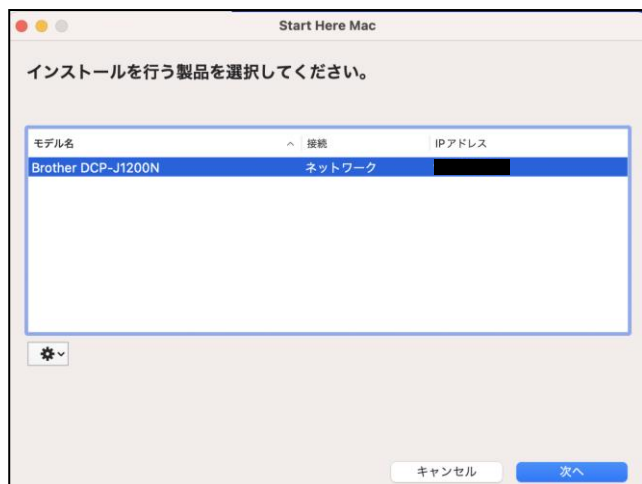 Start Here Mac
インストールを行う製品を選択してください。
モデル名 接続 IPアドレス
Brother DCP-J1200N ネットワーク
キャンセル 次へ